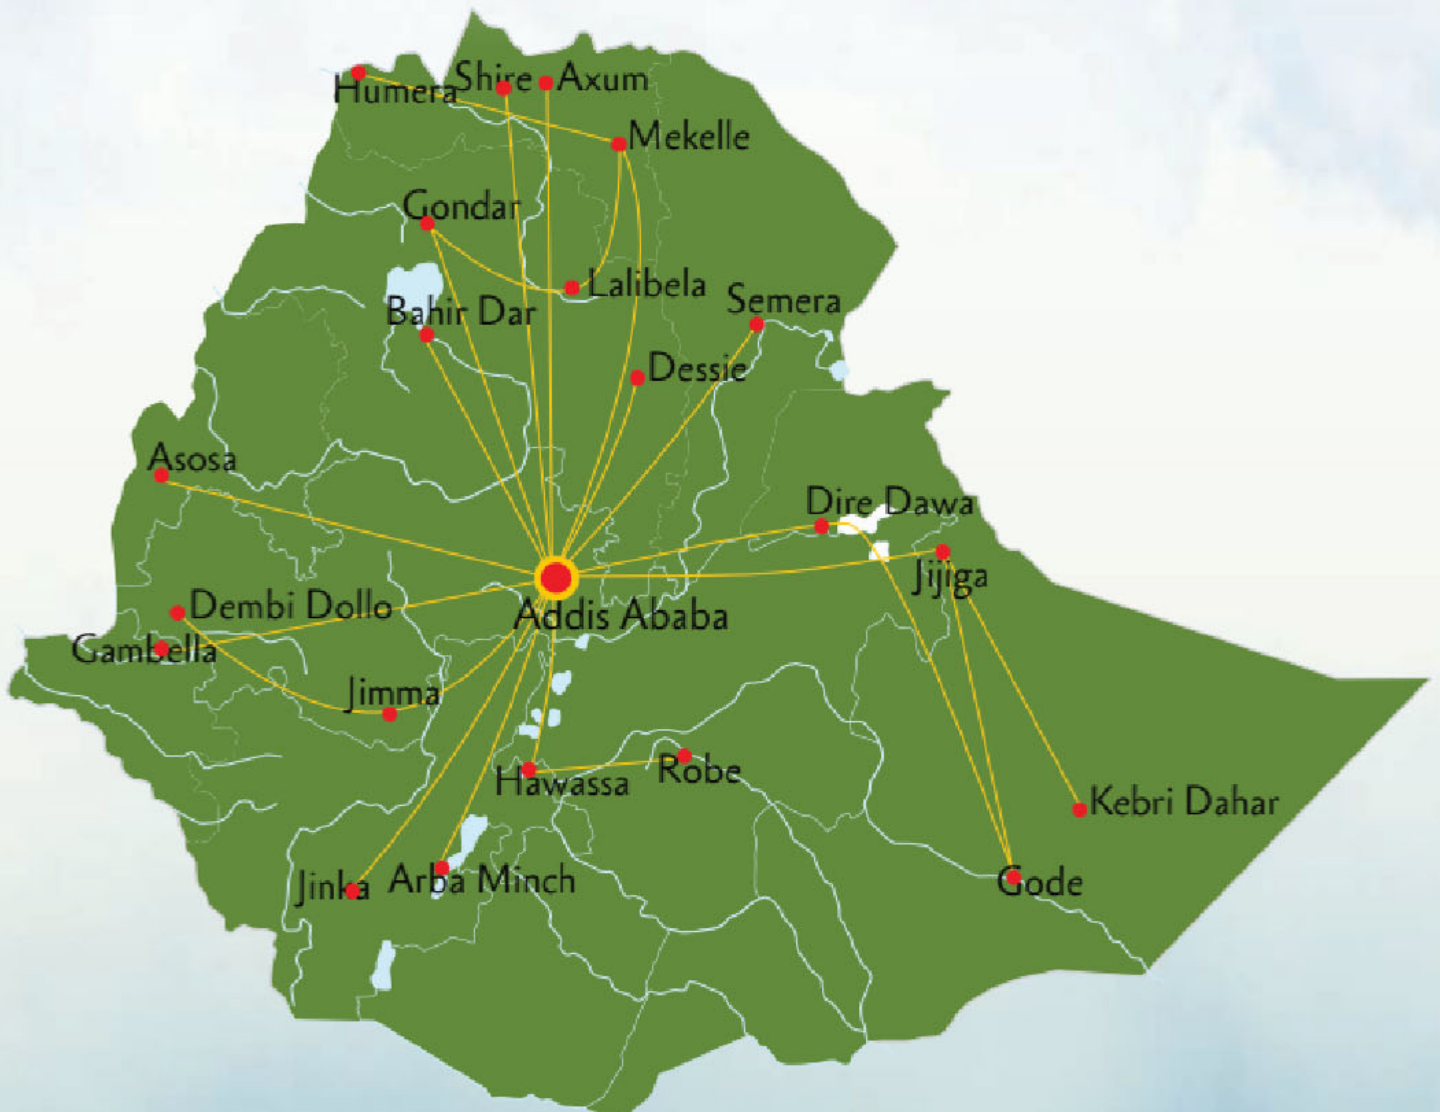 Humera
Shire
Axum
Mekelle
Gondar
Lalibela
Semera
Bahir Dar
Dessie
Asosa
Dire Dawa
Jijiga
Dembi Dollo
Addis Ababa
Gambella
Jimma
Hawassa
Robe
Kebri Dahar
Jinka
Arba Minch
Gode